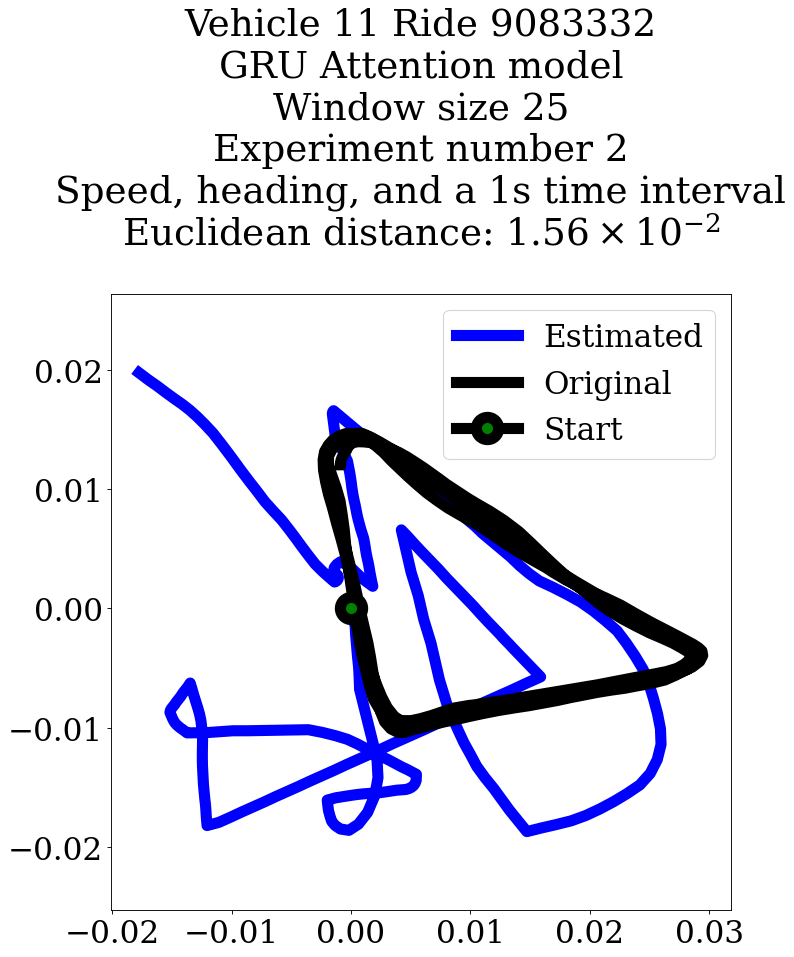 Vehicle 11 Ride 9083332
GRU Attention model
Window size 25
Experiment number 2
Speed, heading, and a 1s time interval
Euclidean distance: 1.56 × 10⁻²
Estimated
Original
Start
0.02
0.01
0.00
−0.01
−0.02
−0.02 −0.01 0.00 0.01 0.02 0.03